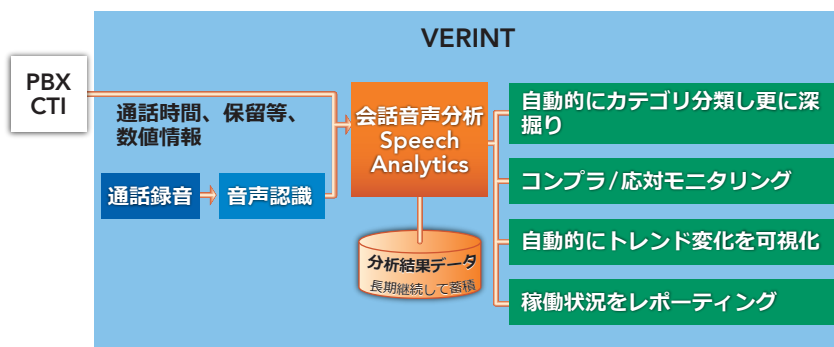 VERINT
PBX
CTI
通話時間、保留等、
数値情報
通話録音
音声認識
会話音声分析
Speech
Analytics
分析結果データ
長期継続して蓄積
自動的にカテゴリ分類し更に深
掘り
コンプラ/応対モニタリング
自動的にトレンド変化を可視化
稼働状況をレポーティング